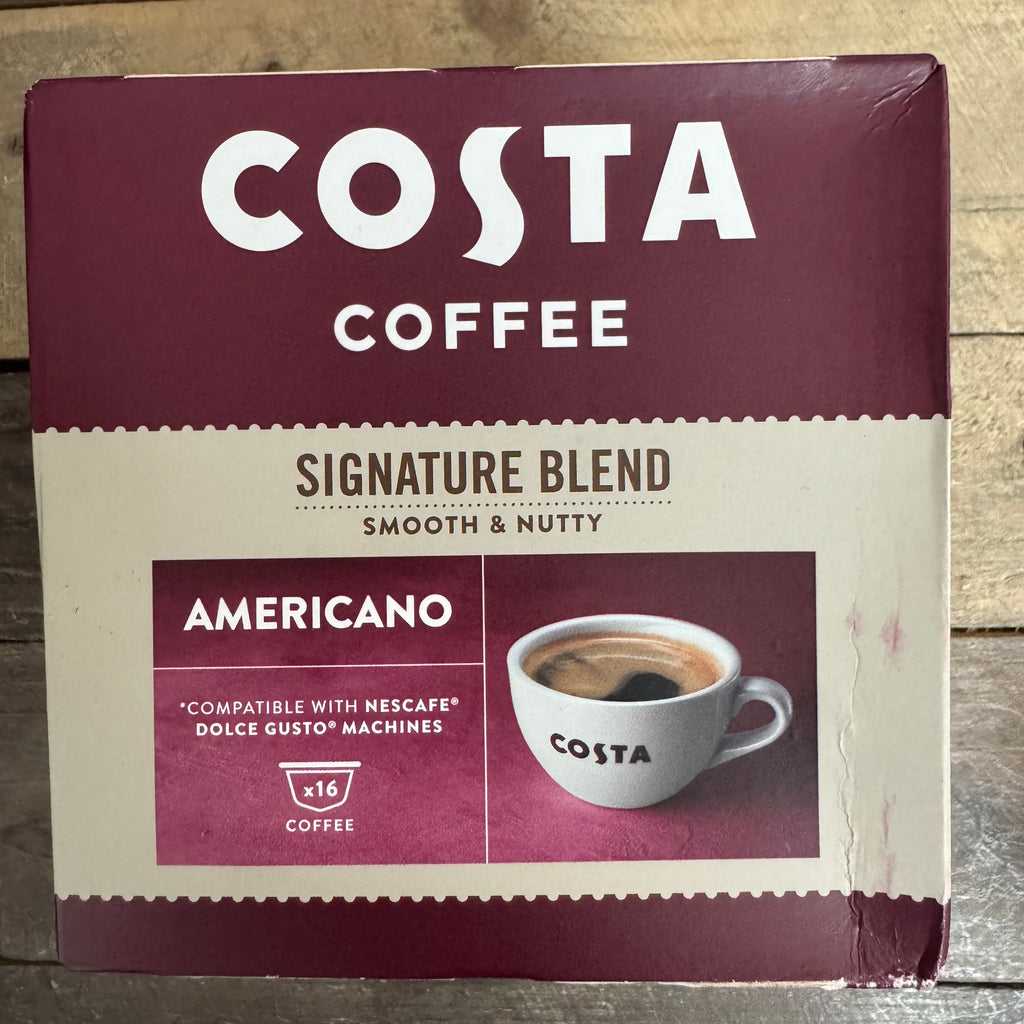 COSTA
COFFEE
SIGNATURE BLEND
SMOOTH & NUTTY
AMERICANO
*COMPATIBLE WITH NESCAFE®
DOLCE GUSTO® MACHINES
x16
COFFEE
COSTA